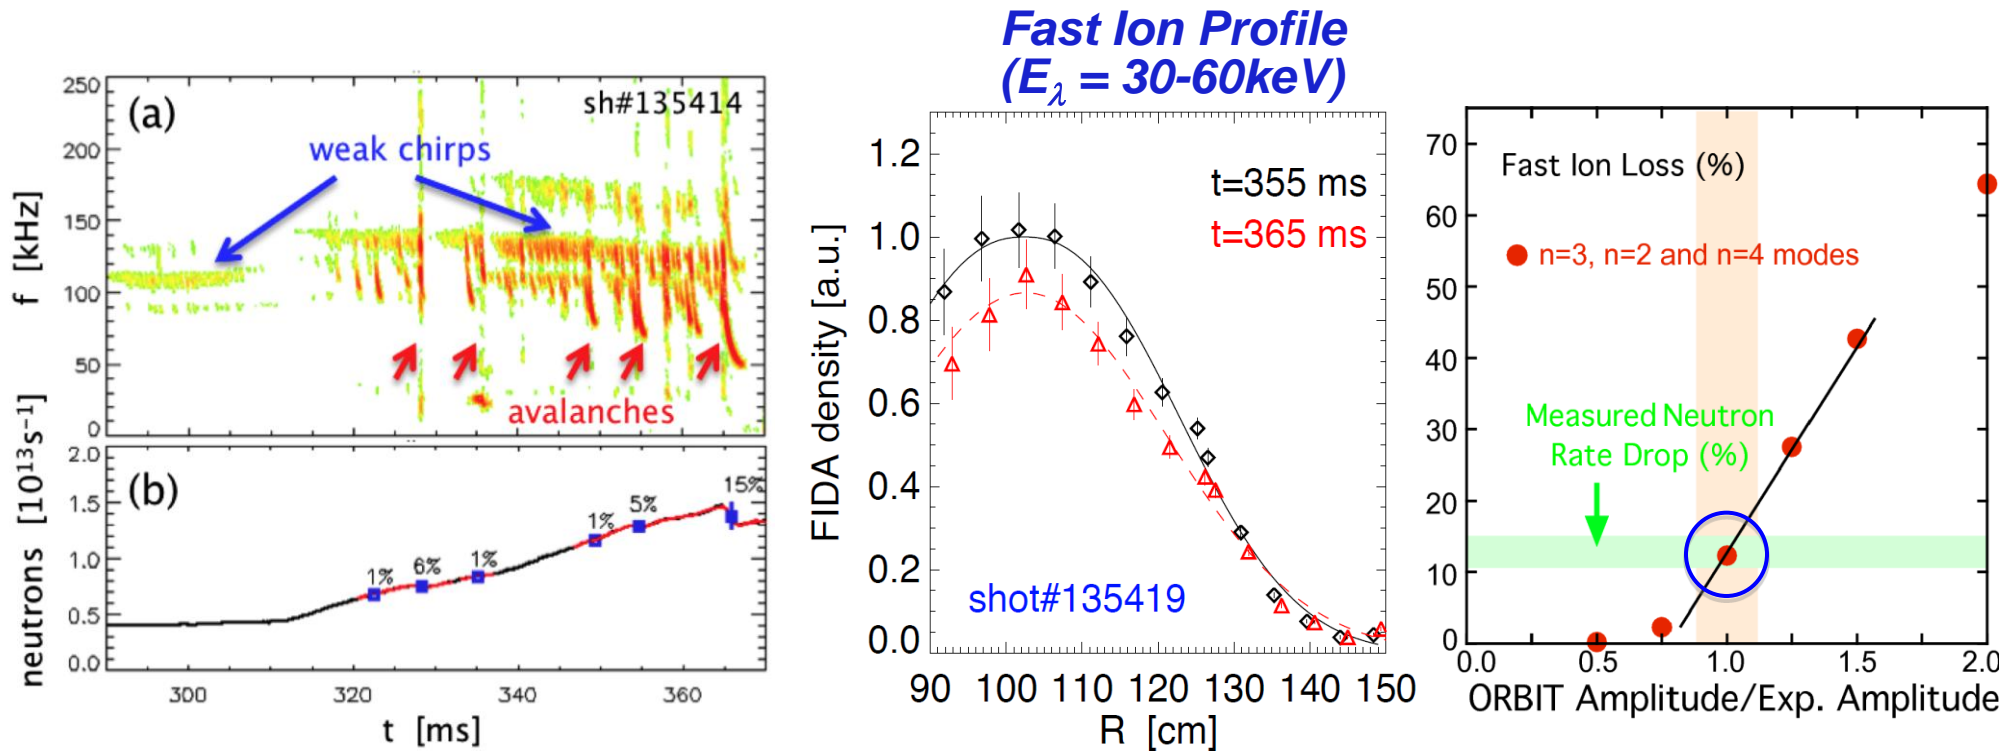 250
200
150
100
50
0
f [kHz]
(a)
sh#135414
weak chirps
avalanches
2.0
1.5
1.0
0.5
0.0
neutrons [10¹³s⁻¹]
(b)
1%
6%
1%
1%
5%
15%
300
320
340
360
t [ms]
Fast Ion Profile
(Eλ = 30-60keV)
1.2
1.0
0.8
0.6
0.4
0.2
0.0
FIDA density [a.u.]
t=355 ms
t=365 ms
shot#135419
90 100 110 120 130 140 150
R [cm]
70
60
50
40
30
20
10
0
Fast Ion Loss (%)
n=3, n=2 and n=4 modes
Measured Neutron
Rate Drop (%)
0.0 0.5 1.0 1.5 2.0
ORBIT Amplitude/Exp. Amplitude